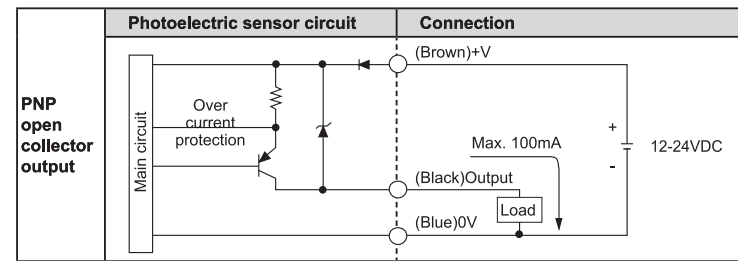 Photoelectric sensor circuit
Connection
PNP
open
collector
output
Main circuit
Over
current
protection
(Brown)+V
Max. 100mA
+
-
12-24VDC
(Black)Output
Load
(Blue)0V